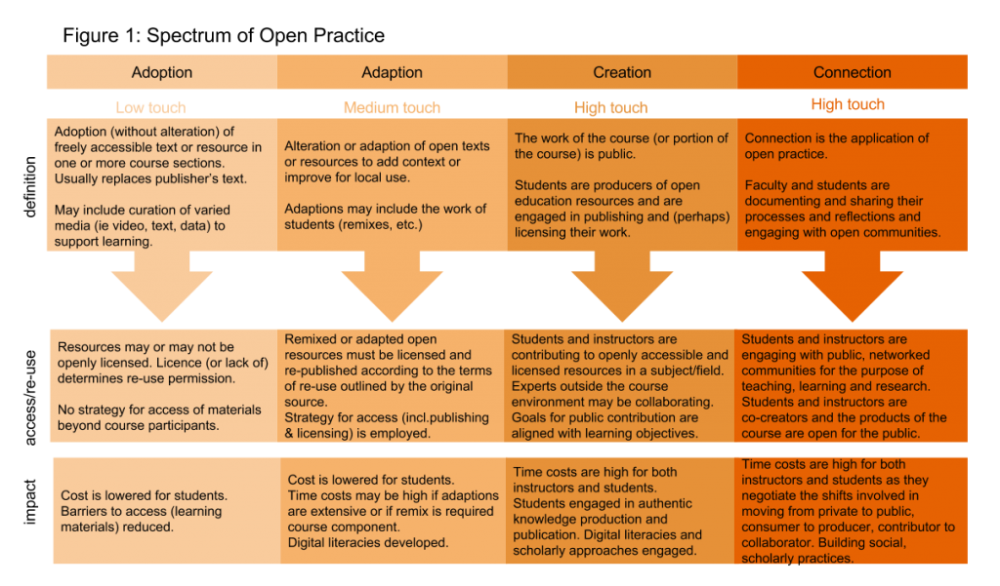 Figure 1: Spectrum of Open Practice
Adoption
Adaption
Creation
Connection
Low touch
Medium touch
High touch
High touch
definition
Adoption (without alteration) of
freely accessible text or resource in
one or more course sections.
Usually replaces publisher's text.
May include curation of varied
media (ie video, text, data) to
support learning.
Alteration or adaption of open texts
or resources to add context or
improve for local use.
Adaptions may include the work of
students (remixes, etc.)
The work of the course (or portion of
the course) is public.
Students are producers of open
education resources and are
engaged in publishing and (perhaps)
licensing their work.
Connection is the application of
open practice.
Faculty and students are
documenting and sharing their
processes and reflections and
engaging with open communities.
access/re-use
Resources may or may not be
openly licensed. Licence (or lack of)
determines re-use permission.
No strategy for access of materials
beyond course participants.
Remixed or adapted open
resources must be licensed and
re-published according to the terms
of re-use outlined by the original
source.
Strategy for access (incl.publishing
& licensing) is employed.
Students and instructors are
contributing to openly accessible and
licensed resources in a subject/field.
Experts outside the course
environment may be collaborating.
Goals for public contribution are
aligned with learning objectives.
Students and instructors are
engaging with public, networked
communities for the purpose of
teaching, learning and research.
Students and instructors are
co-creators and the products of the
course are open for the public.
impact
Cost is lowered for students.
Barriers to access (learning
materials) reduced.
Cost is lowered for students.
Time costs may be high if adaptions
are extensive or if remix is required
course component.
Digital literacies developed.
Time costs are high for both
instructors and students.
Students engaged in authentic
knowledge production and
publication. Digital literacies and
scholarly approaches engaged.
Time costs are high for both
instructors and students as they
negotiate the shifts involved in
moving from private to public,
consumer to producer, contributor to
collaborator. Building social,
scholarly practices.